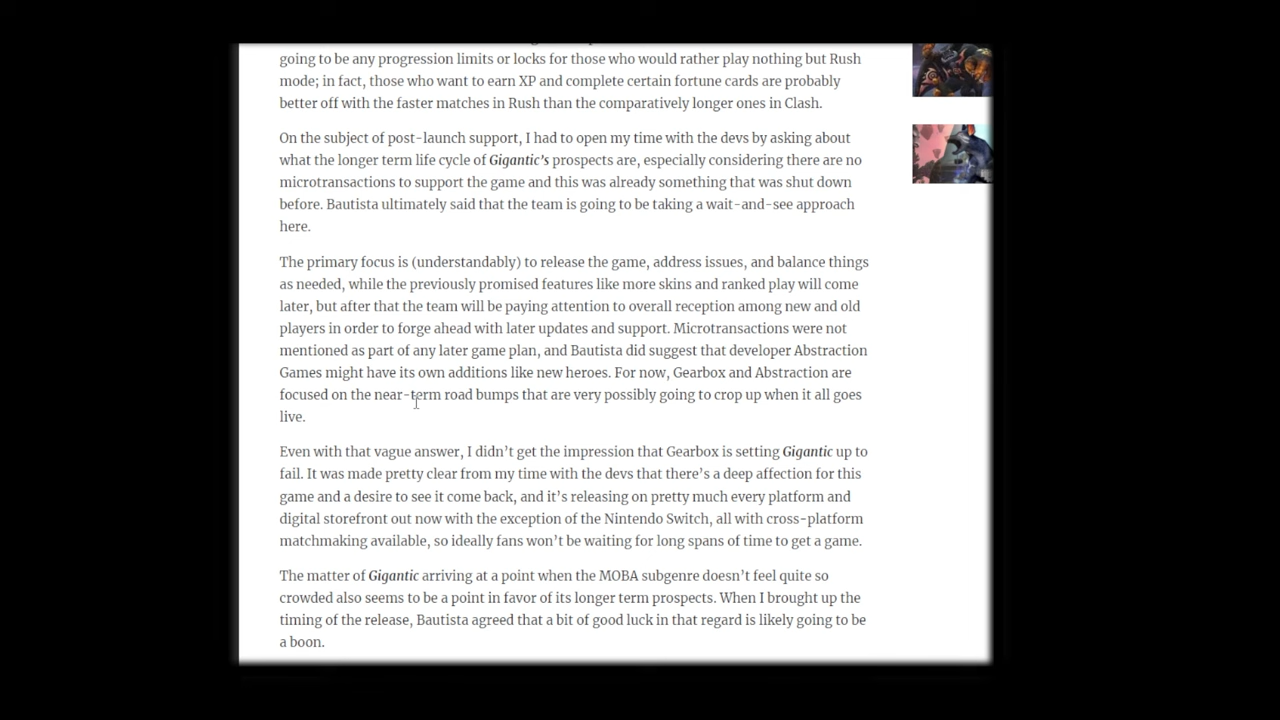 going to be any progression limits or locks for those who would rather play nothing but Rush
mode; in fact, those who want to earn XP and complete certain fortune cards are probably
better off with the faster matches in Rush than the comparatively longer ones in Clash.
On the subject of post-launch support, I had to open my time with the devs by asking about
what the longer term life cycle of Gigantic’s prospects are, especially considering there are no
microtransactions to support the game and this was already something that was shut down
before. Bautista ultimately said that the team is going to be taking a wait-and-see approach
here.
The primary focus is (understandably) to release the game, address issues, and balance things
as needed, while the previously promised features like more skins and ranked play will come
later, but after that the team will be paying attention to overall reception among new and old
players in order to forge ahead with later updates and support. Microtransactions were not
mentioned as part of any later game plan, and Bautista did suggest that developer Abstraction
Games might have its own additions like new heroes. For now, Gearbox and Abstraction are
focused on the near-term road bumps that are very possibly going to crop up when it all goes
live.
Even with that vague answer, I didn’t get the impression that Gearbox is setting Gigantic up to
fail. It was made pretty clear from my time with the devs that there’s a deep affection for this
game and a desire to see it come back, and it’s releasing on pretty much every platform and
digital storefront out now with the exception of the Nintendo Switch, all with cross-platform
matchmaking available, so ideally fans won’t be waiting for long spans of time to get a game.
The matter of Gigantic arriving at a point when the MOBA subgenre doesn’t feel quite so
crowded also seems to be a point in favor of its longer term prospects. When I brought up the
timing of the release, Bautista agreed that a bit of good luck in that regard is likely going to be
a boon.